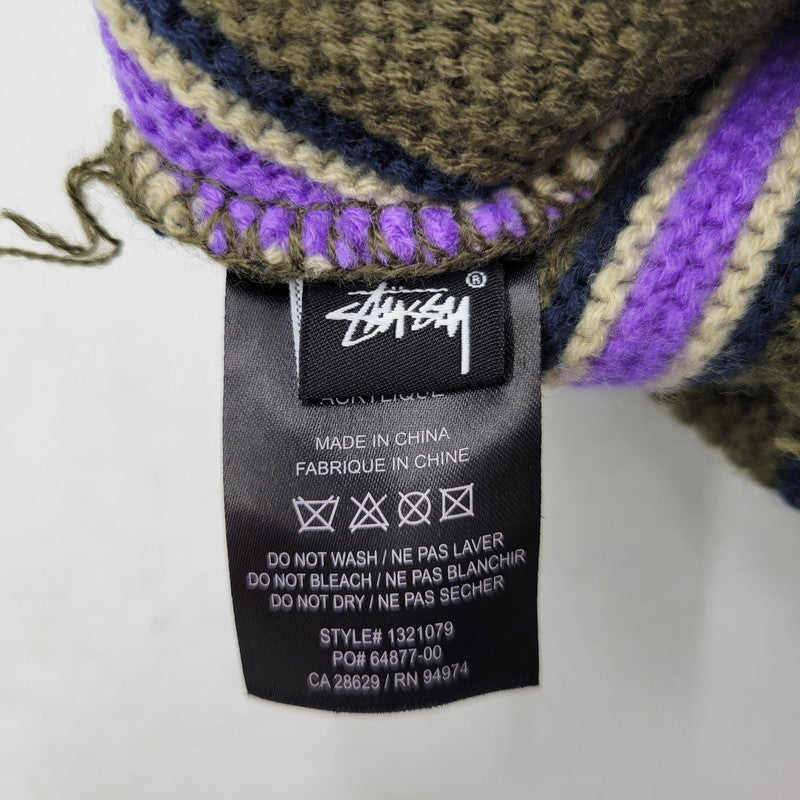 STÜSSY®
ACRYLIQUE
MADE IN CHINA
FABRIQUE IN CHINE
DO NOT WASH / NE PAS LAVER
DO NOT BLEACH / NE PAS BLANCHIR
DO NOT DRY / NE PAS SECHER
STYLE# 1321079
PO# 64877-00
CA 28629 / RN 94974